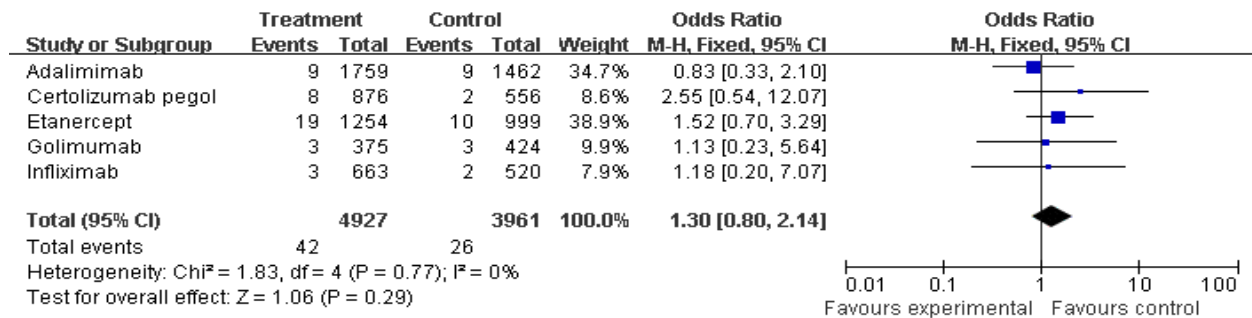 Treatment Control Odds Ratio Odds Ratio
Study or Subgroup Events Total Events Total Weight M-H, Fixed, 95% CI M-H, Fixed, 95% CI
Adalimimab 9 1759 9 1462 34.7% 0.83 [0.33, 2.10]
Certolizumab pegol 8 876 2 556 8.6% 2.55 [0.54, 12.07]
Etanercept 19 1254 10 999 38.9% 1.52 [0.70, 3.29]
Golimumab 3 375 3 424 9.9% 1.13 [0.23, 5.64]
Infliximab 3 663 2 520 7.9% 1.18 [0.20, 7.07]
Total (95% CI) 4927 3961 100.0% 1.30 [0.80, 2.14]
Total events 42 26
Heterogeneity: Chi² = 1.83, df = 4 (P = 0.77); I² = 0%
Test for overall effect: Z = 1.06 (P = 0.29)
0.01 0.1 1 10 100
Favours experimental Favours control